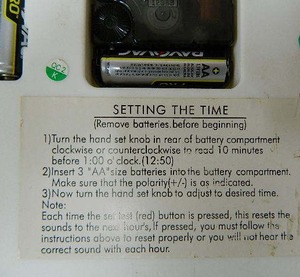 RAYOVAC
AA
SETTING THE TIME
(Remove batteries before beginning)
1)Turn the hand set knob in rear of battery compartment
clockwise or counterclockwise to read 10 minutes
before 1:00 o'clock.(12:50)
2)Insert 3 "AA"size batteries into the battery compartment.
Make sure that the polarity(+/-) is as indicated.
3)Now turn the hand set knob to adjust to desired time.
Note:
Each time the set last (red) button is pressed, this resets the
sounds to the next hour's, If pressed, you must follow the
instructions above to reset properly or you will not hear the
correct sound with each hour.